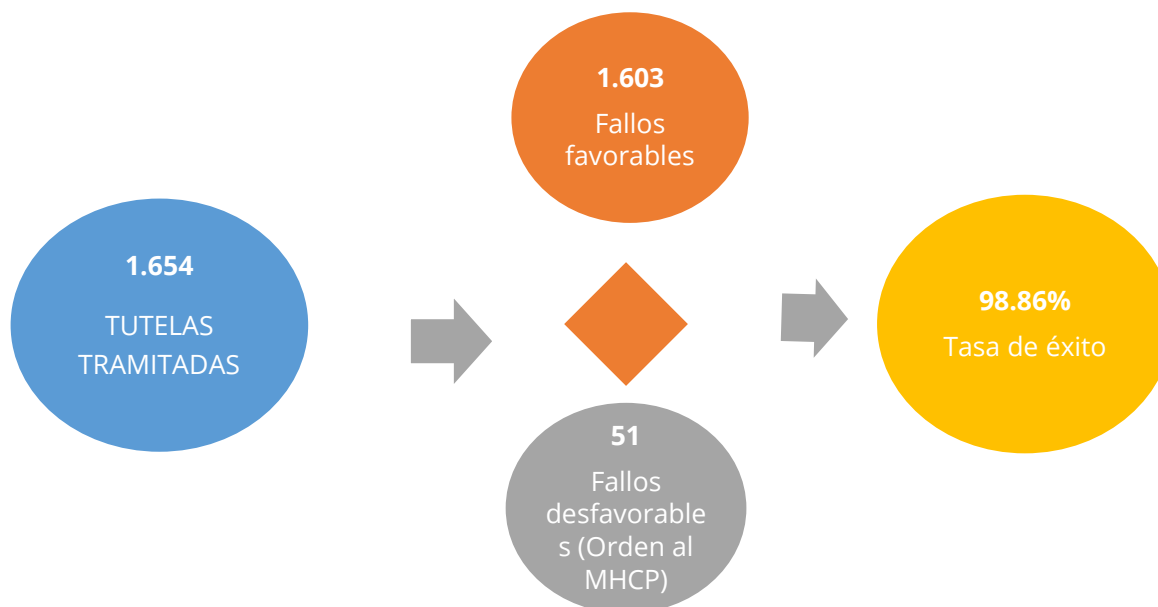 1.654
TUTELAS
TRAMITADAS
1.603
Fallos
favorables
51
Fallos
desfavorable
s (Orden al
MHCP)
98.86%
Tasa de éxito